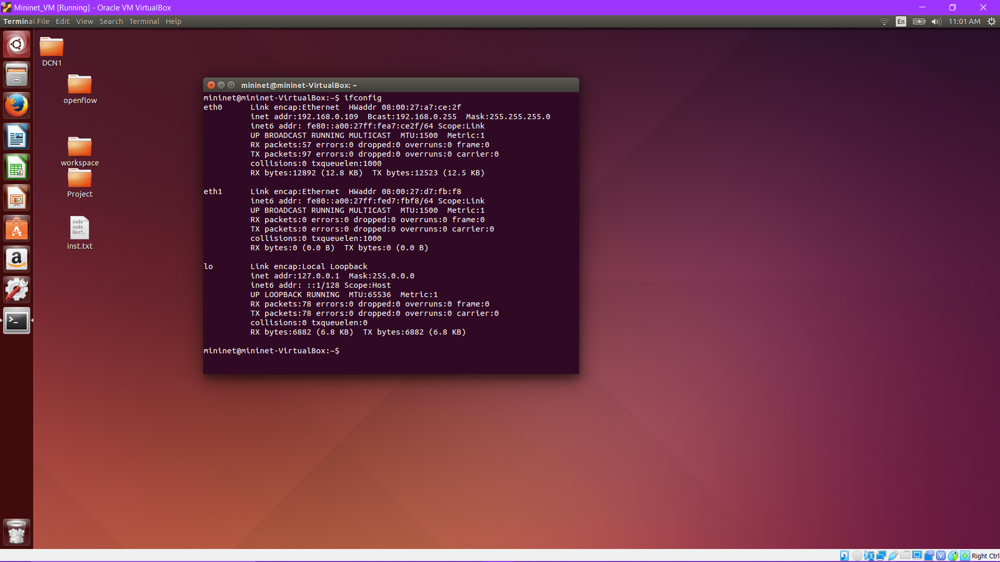 Mininet_VM [Running] - Oracle VM VirtualBox
Terminal File Edit View Search Terminal Help
En
11:01 AM
DCN1
openflow
workspace
Project
sudo
sudo
Next,
inst.txt
mininet@mininet-VirtualBox: ~
mininet@mininet-VirtualBox:~$ ifconfig
eth0      Link encap:Ethernet  HWaddr 08:00:27:a7:ce:2f
          inet addr:192.168.0.109  Bcast:192.168.0.255  Mask:255.255.255.0
          inet6 addr: fe80::a00:27ff:fea7:ce2f/64 Scope:Link
          UP BROADCAST RUNNING MULTICAST  MTU:1500  Metric:1
          RX packets:57 errors:0 dropped:0 overruns:0 frame:0
          TX packets:97 errors:0 dropped:0 overruns:0 carrier:0
          collisions:0 txqueuelen:1000
          RX bytes:12892 (12.8 KB)  TX bytes:12523 (12.5 KB)
eth1      Link encap:Ethernet  HWaddr 08:00:27:d7:fb:f8
          inet6 addr: fe80::a00:27ff:fed7:fbf8/64 Scope:Link
          UP BROADCAST RUNNING MULTICAST  MTU:1500  Metric:1
          RX packets:0 errors:0 dropped:0 overruns:0 frame:0
          TX packets:0 errors:0 dropped:0 overruns:0 carrier:0
          collisions:0 txqueuelen:1000
          RX bytes:0 (0.0 B)  TX bytes:0 (0.0 B)
lo        Link encap:Local Loopback
          inet addr:127.0.0.1  Mask:255.0.0.0
          inet6 addr: ::1/128 Scope:Host
          UP LOOPBACK RUNNING  MTU:65536  Metric:1
          RX packets:78 errors:0 dropped:0 overruns:0 frame:0
          TX packets:78 errors:0 dropped:0 overruns:0 carrier:0
          collisions:0 txqueuelen:0
          RX bytes:6882 (6.8 KB)  TX bytes:6882 (6.8 KB)
mininet@mininet-VirtualBox:~$
Right Ctrl